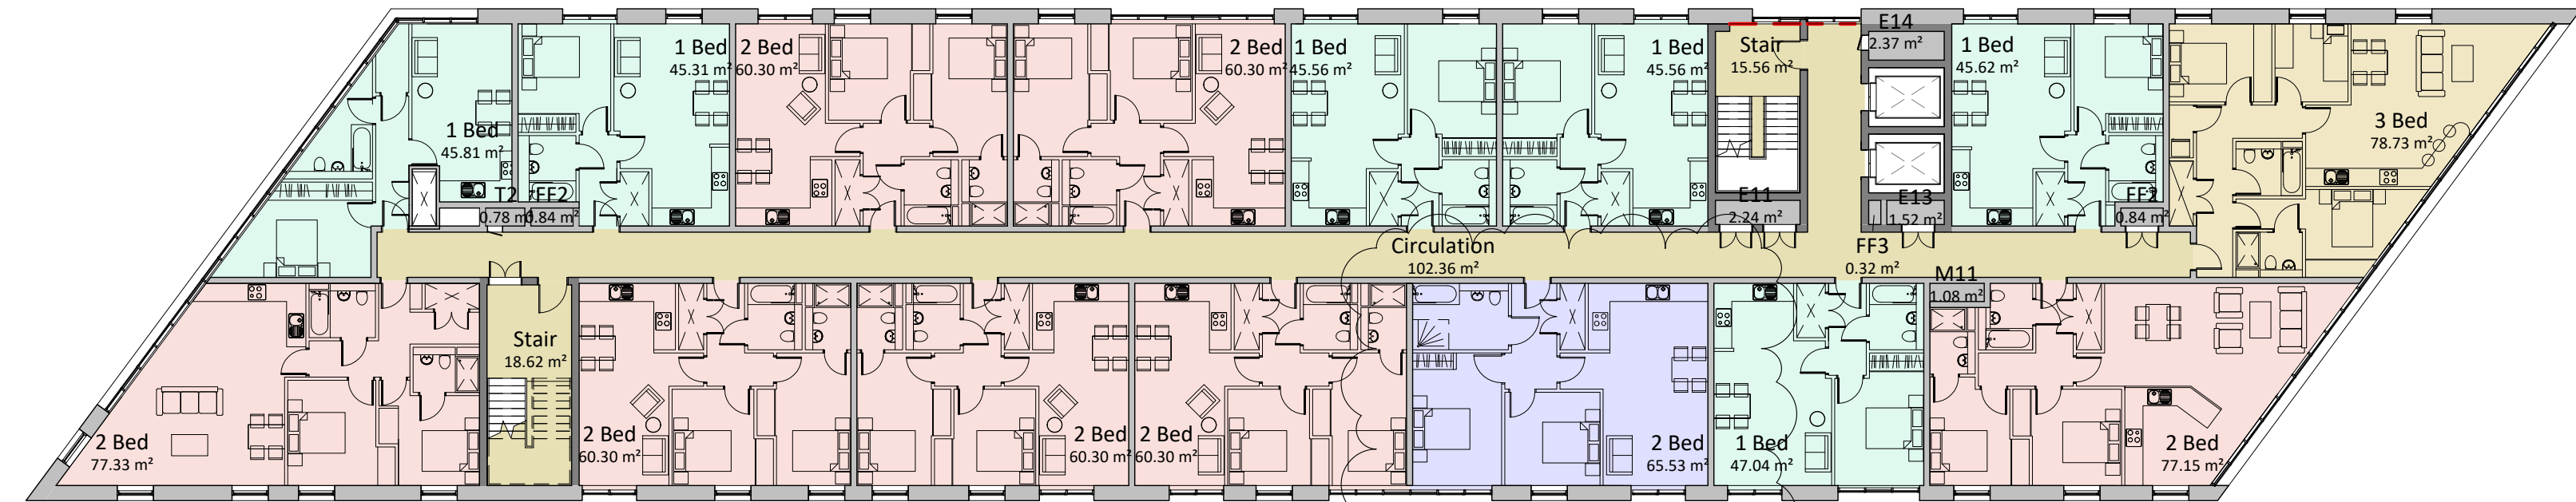 1 Bed
45.81 m²
1 Bed
45.31 m²
2 Bed
60.30 m²
2 Bed
60.30 m²
1 Bed
45.56 m²
1 Bed
45.56 m²
Stair
15.56 m²
E14
2.37 m²
1 Bed
45.62 m²
3 Bed
78.73 m²
T2
0.78 m²
FF2
0.84 m²
E11
2.24 m²
E13
1.52 m²
FF2
0.84 m²
Circulation
102.36 m²
FF3
0.32 m²
M11
1.08 m²
2 Bed
77.33 m²
Stair
18.62 m²
2 Bed
60.30 m²
2 Bed
60.30 m²
2 Bed
60.30 m²
2 Bed
65.53 m²
1 Bed
47.04 m²
2 Bed
77.15 m²